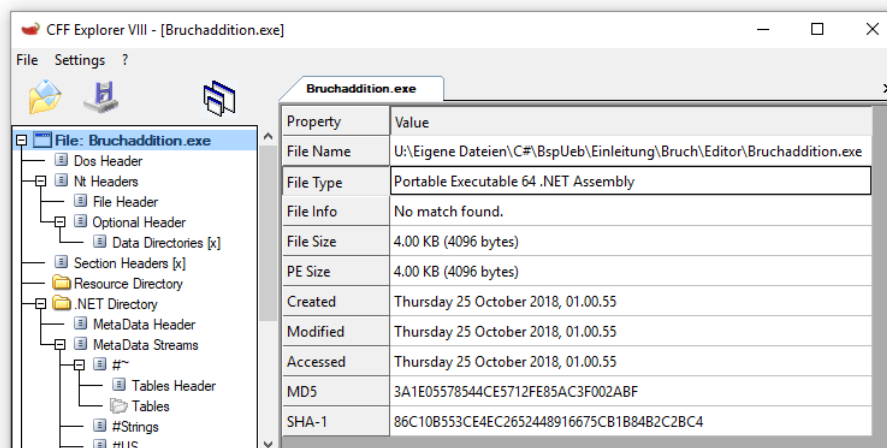 CFF Explorer VIII - [Bruchaddition.exe]
File Settings ?
Bruchaddition.exe
File: Bruchaddition.exe
Dos Header
Nt Headers
File Header
Optional Header
Data Directories [x]
Section Headers [x]
Resource Directory
.NET Directory
MetaData Header
MetaData Streams
#~
Tables Header
Tables
#Strings
#US
Property Value
File Name U:\Eigene Dateien\C#\BspUeb\Einleitung\Bruch\Editor\Bruchaddition.exe
File Type Portable Executable 64 .NET Assembly
File Info No match found.
File Size 4.00 KB (4096 bytes)
PE Size 4.00 KB (4096 bytes)
Created Thursday 25 October 2018, 01.00.55
Modified Thursday 25 October 2018, 01.00.55
Accessed Thursday 25 October 2018, 01.00.55
MD5 3A1E05578544CE5712FE85AC3F002ABF
SHA-1 86C10B553CE4EC2652448916675CB1B84B2C2BC4